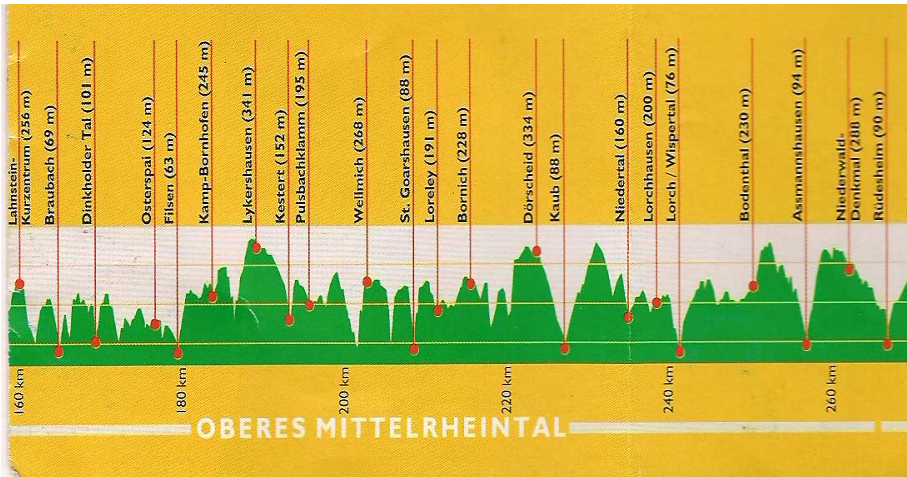 Lahnstein-
Kurzentrum (256 m)
Braubach (69 m)
Dinkholder Tal (101 m)
Osterspai (124 m)
Filsen (63 m)
Kamp-Bornhofen (245 m)
Lykershausen (341 m)
Kestert (152 m)
Pulsbachklamm (195 m)
Wellmich (268 m)
St. Goarshausen (88 m)
Loreley (191 m)
Bornich (228 m)
Dörscheid (334 m)
Kaub (88 m)
Niedertal (160 m)
Lorchhausen (200 m)
Lorch / Wispertal (76 m)
Bodenthal (230 m)
Assmannshausen (94 m)
Niederwald-
Denkmal (288 m)
Rüdesheim (90 m)
160 km
180 km
200 km
220 km
240 km
260 km
OBERES MITTELRHEINTAL